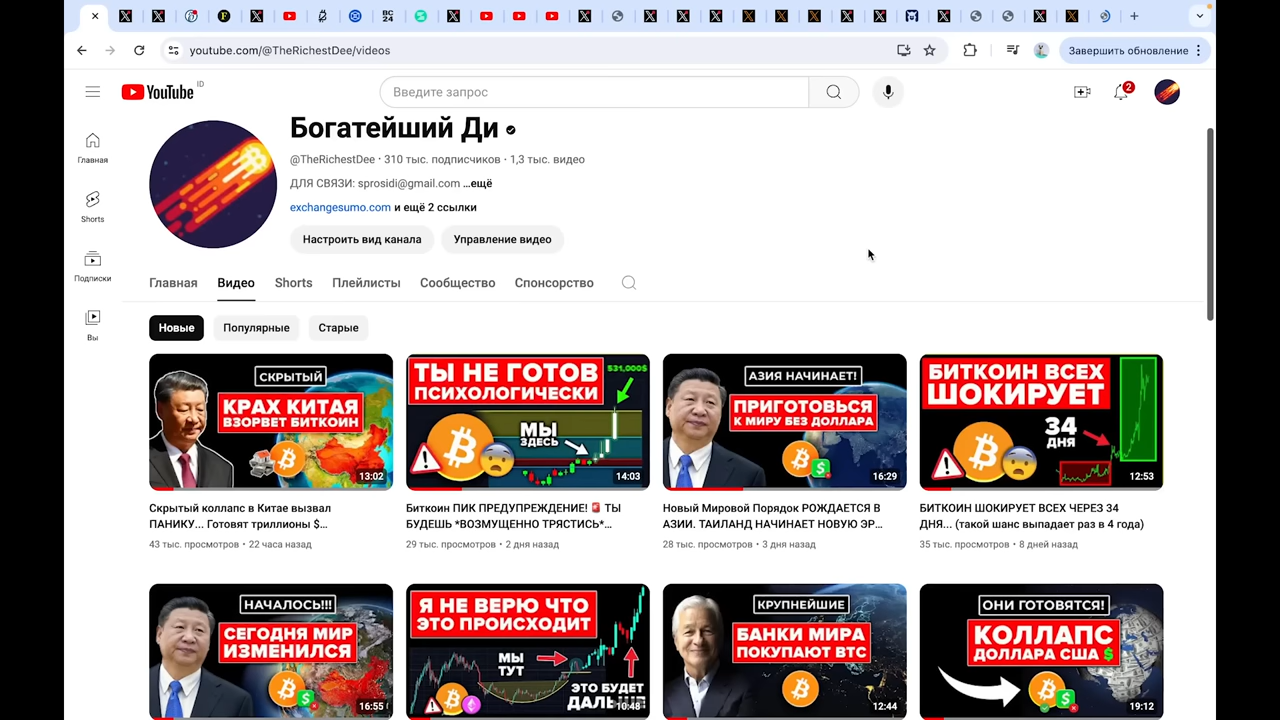 BC
24
youtube.com/@TheRichestDee/videos
Завершить обновление
YouTube
ID
Введите запрос
2
Главная
Shorts
Подписки
Вы
Богатейший Ди
@TheRichestDee · 310 тыс. подписчиков · 1,3 тыс. видео
ДЛЯ СВЯЗИ: sprosidi@gmail.com ...ещё
exchangesumo.com и ещё 2 ссылки
Настроить вид канала
Управление видео
Главная Видео Shorts Плейлисты Сообщество Спонсорство
Новые Популярные Старые
СКРЫТЫЙ
КРАХ КИТАЯ
ВЗОРВЕТ БИТКОИН
13:02
Скрытый коллапс в Китае вызвал
ПАНИКУ... Готовят триллионы $...
43 тыс. просмотров • 22 часа назад
ТЫ НЕ ГОТОВ
ПСИХОЛОГИЧЕСКИ
$31,000$
МЫ
ЗДЕСЬ
14:03
Биткоин ПИК ПРЕДУПРЕЖДЕНИЕ! 🚨 ТЫ
БУДЕШЬ *ВОЗМУЩЕННО ТРЯСТИСЬ*...
29 тыс. просмотров • 2 дня назад
АЗИЯ НАЧИНАЕТ!
ПРИГОТОВЬСЯ
К МИРУ БЕЗ ДОЛЛАРА
16:29
Новый Мировой Порядок РОЖДАЕТСЯ В
АЗИИ. ТАИЛАНД НАЧИНАЕТ НОВУЮ ЭР...
28 тыс. просмотров • 3 дня назад
БИТКОИН ВСЕХ
ШОКИРУЕТ
34
ДНЯ
12:53
БИТКОИН ШОКИРУЕТ ВСЕХ ЧЕРЕЗ 34
ДНЯ... (такой шанс выпадает раз в 4 года)
35 тыс. просмотров • 8 дней назад
НАЧАЛОСЬ!!!
СЕГОДНЯ МИР
ИЗМЕНИЛСЯ
16:55
Я НЕ ВЕРЮ ЧТО
ЭТО ПРОИСХОДИТ
МЫ
ТУТ
ЭТО БУДЕТ
10:48
КРУПНЕЙШИЕ
БАНКИ МИРА
ПОКУПАЮТ BTC
12:44
ОНИ ГОТОВЯТСЯ!
КОЛЛАПС
ДОЛЛАРА США $
19:12